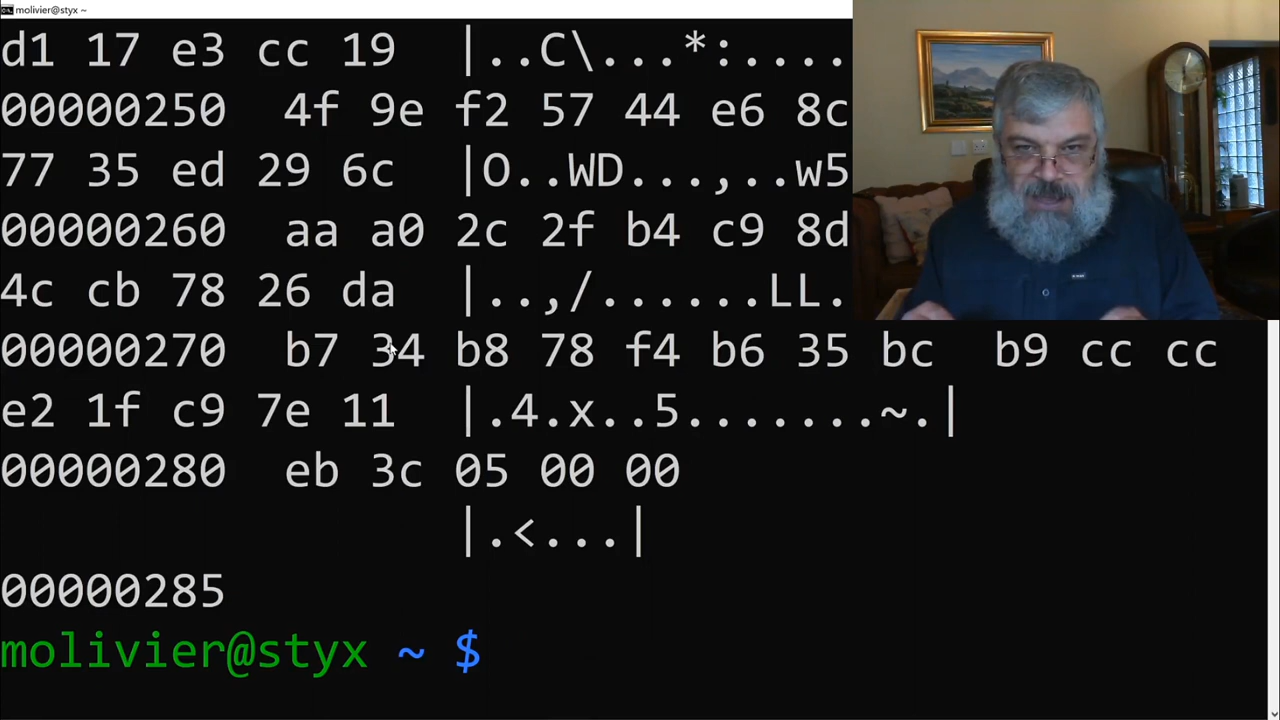 molivier@styx ~
d1 17 e3 cc 19 |..C\...*:....
00000250 4f 9e f2 57 44 e6 8c
77 35 ed 29 6c |O..WD...,..w5
00000260 aa a0 2c 2f b4 c9 8d
4c cb 78 26 da |..,/......LL.
00000270 b7 34 b8 78 f4 b6 35 bc b9 cc cc
e2 1f c9 7e 11 |.4.x..5.......~.|
00000280 eb 3c 05 00 00
|.<...|
00000285
molivier@styx ~ $